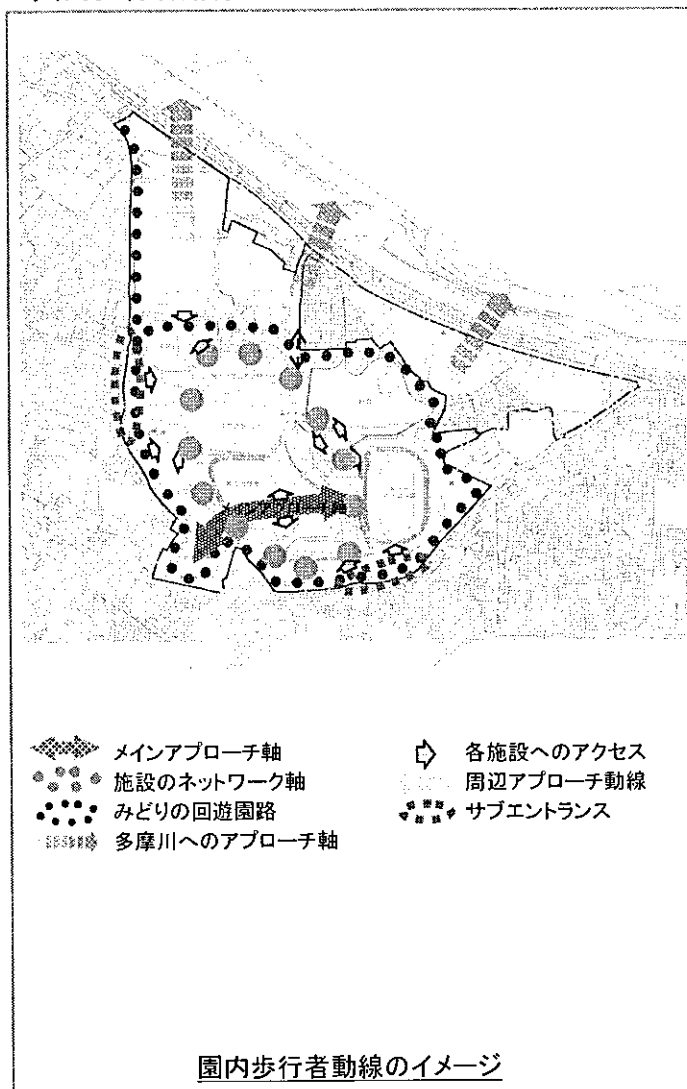 メインアプローチ軸
施設のネットワーク軸
みどりの回遊園路
多摩川へのアプローチ軸
各施設へのアクセス
周辺アプローチ動線
サブエントランス
園内歩行者動線のイメージ